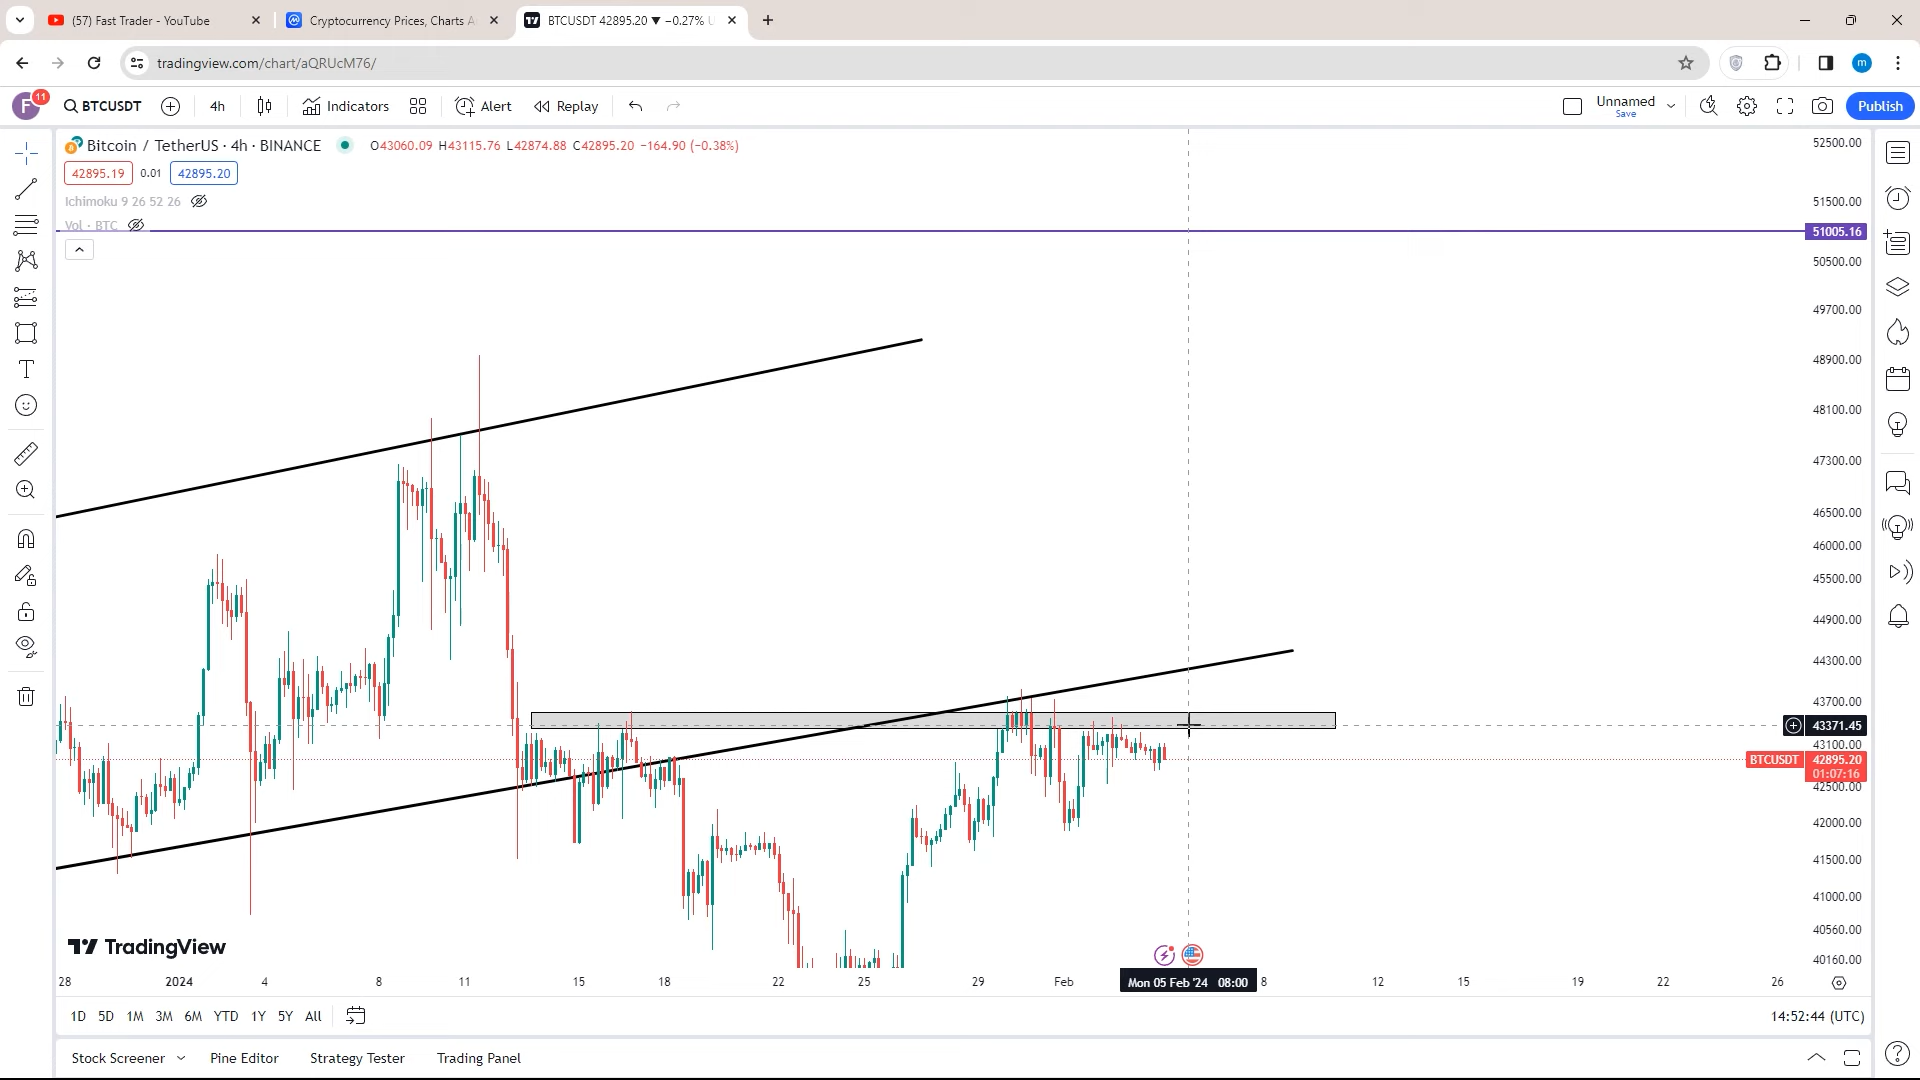 (57) Fast Trader - YouTube
Cryptocurrency Prices, Charts A
BTCUSDT 42895.20 ▼ −0.27% U
tradingview.com/chart/aQRUcM76/
m
F
11
BTCUSDT
4h
Indicators
Alert
Replay
Unnamed
Save
Publish
Bitcoin / TetherUS · 4h · BINANCE
O43060.09 H43115.76 L42874.88 C42895.20 −164.90 (−0.38%)
42895.19
0.01
42895.20
Ichimoku 9 26 52 26
Vol · BTC
52500.00
51500.00
51005.16
50500.00
49700.00
48900.00
48100.00
47300.00
46500.00
46000.00
45500.00
44900.00
44300.00
43700.00
43371.45
43100.00
BTCUSDT 42895.20
01:07:16
42500.00
42000.00
41500.00
41000.00
40560.00
40160.00
TradingView
28
2024
4
8
11
15
18
22
25
29
Feb
Mon 05 Feb '24 08:00
8
12
15
19
22
26
1D 5D 1M 3M 6M YTD 1Y 5Y All
14:52:44 (UTC)
Stock Screener
Pine Editor
Strategy Tester
Trading Panel